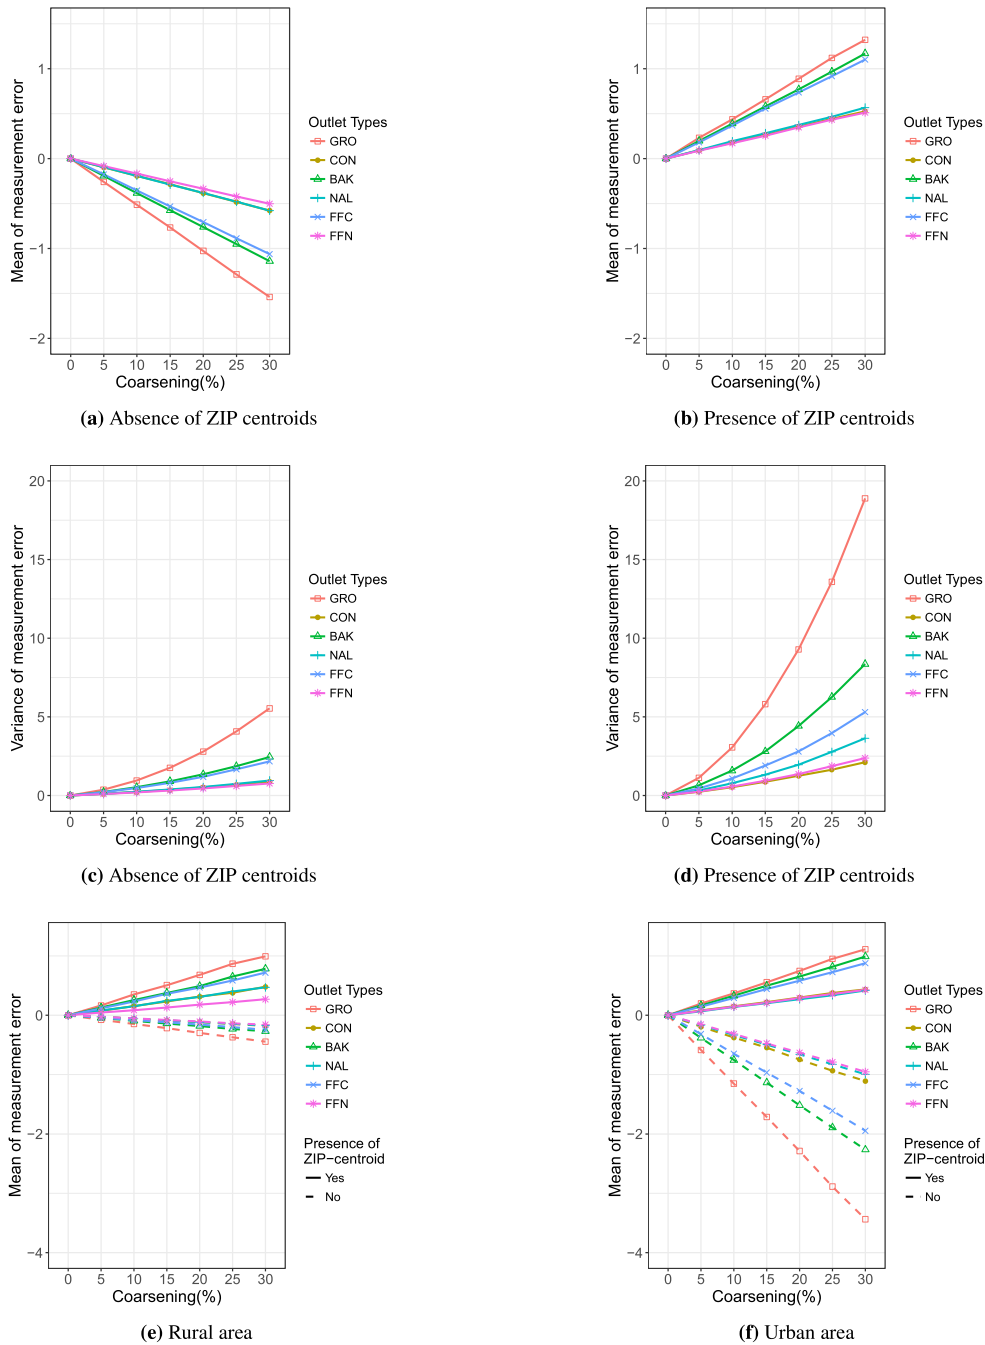 Mean of measurement error
1
0
−1
−2
0 5 10 15 20 25 30
Coarsening(%)
Outlet Types
GRO
CON
BAK
NAL
FFC
FFN
(a) Absence of ZIP centroids
Mean of measurement error
1
0
−1
−2
0 5 10 15 20 25 30
Coarsening(%)
Outlet Types
GRO
CON
BAK
NAL
FFC
FFN
(b) Presence of ZIP centroids
Variance of measurement error
20
15
10
5
0
0 5 10 15 20 25 30
Coarsening(%)
Outlet Types
GRO
CON
BAK
NAL
FFC
FFN
(c) Absence of ZIP centroids
Variance of measurement error
20
15
10
5
0
0 5 10 15 20 25 30
Coarsening(%)
Outlet Types
GRO
CON
BAK
NAL
FFC
FFN
(d) Presence of ZIP centroids
Mean of measurement error
0
−2
−4
0 5 10 15 20 25 30
Coarsening(%)
Outlet Types
GRO
CON
BAK
NAL
FFC
FFN
Presence of
ZIP−centroid
Yes
No
(e) Rural area
Mean of measurement error
0
−2
−4
0 5 10 15 20 25 30
Coarsening(%)
Outlet Types
GRO
CON
BAK
NAL
FFC
FFN
Presence of
ZIP−centroid
Yes
No
(f) Urban area